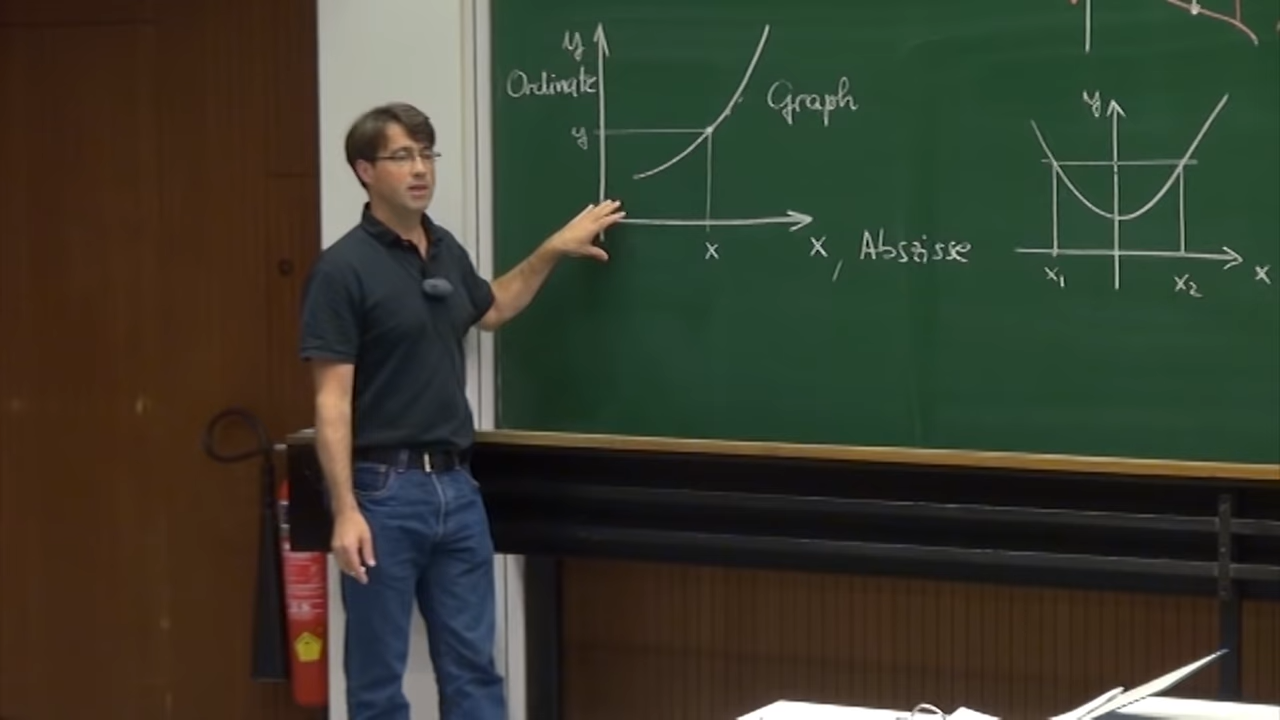 y
Ordinate
Graph
y
x
x, Abszisse
y
x₁
x₂
x